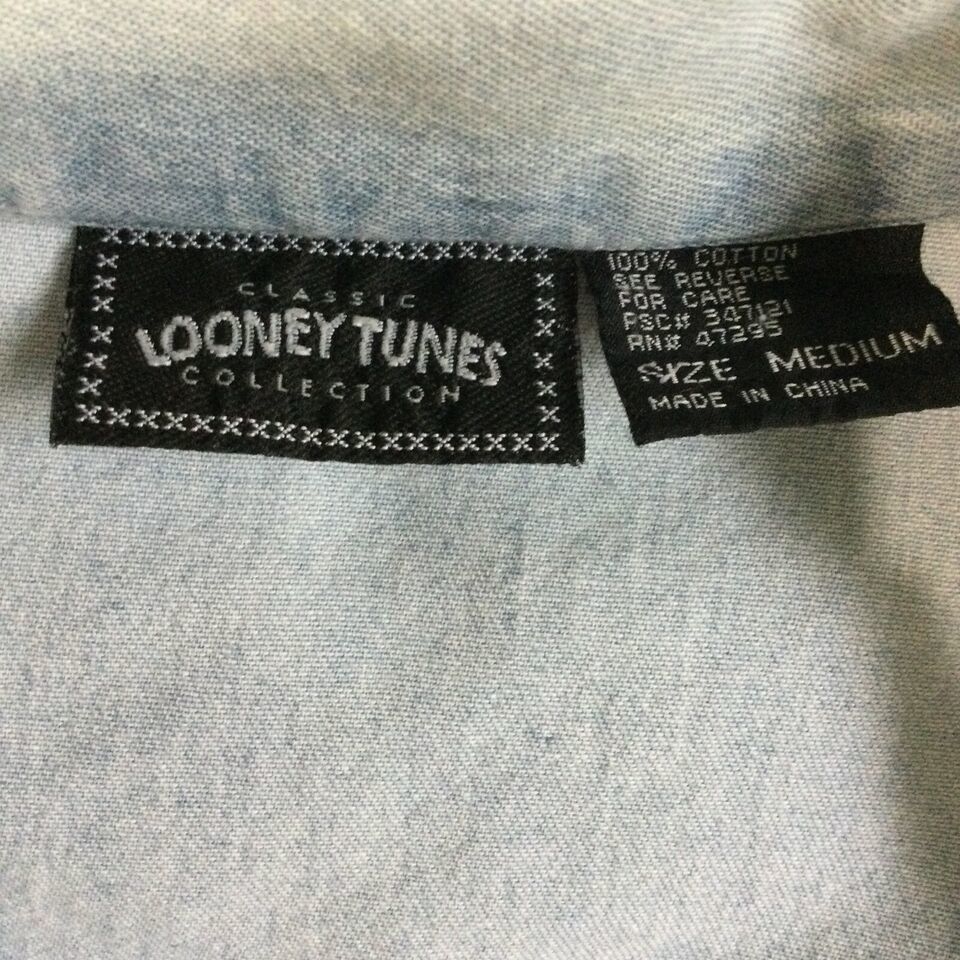 CLASSIC
LOONEY TUNES
COLLECTION
100% COTTON
SEE REVERSE
FOR CARE
PSC# 347121
RN# 47295
SIZE MEDIUM
MADE IN CHINA